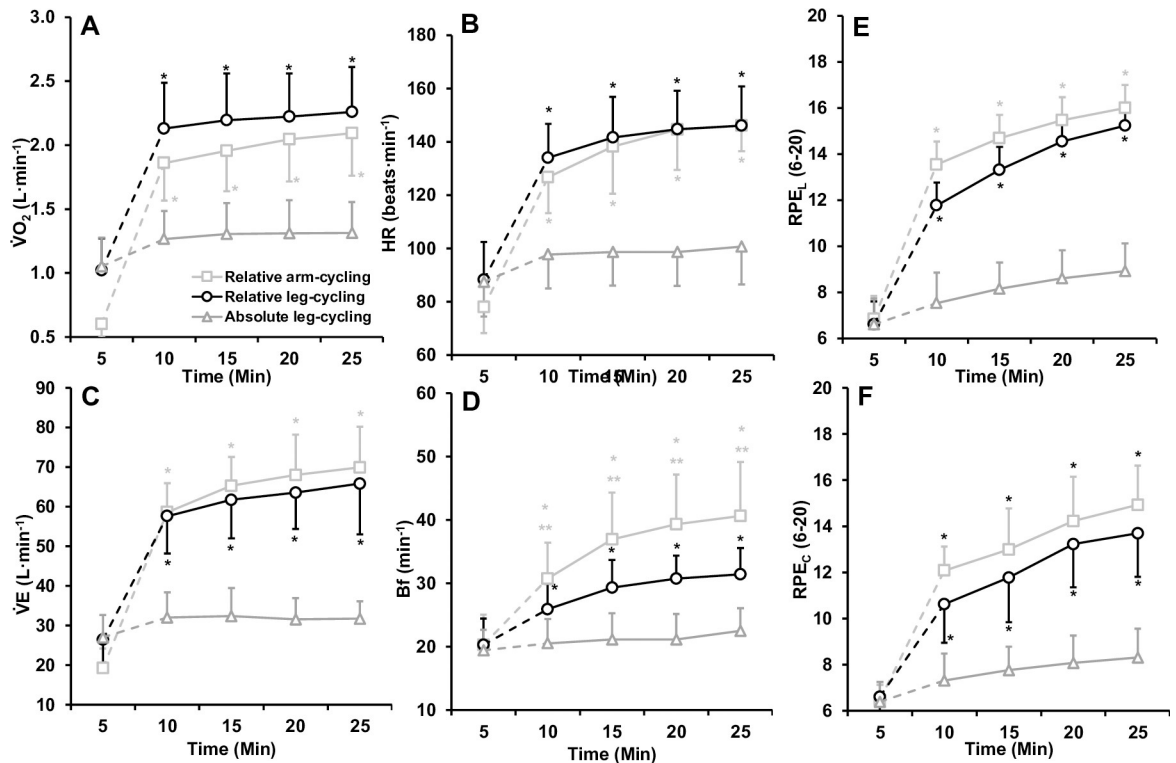 A
V̇O2 (L·min-1)
3.0
2.5
2.0
1.5
1.0
0.5
* * * *
* * * *
Relative arm-cycling
Relative leg-cycling
Absolute leg-cycling
5 10 15 20 25
Time (Min)
B
HR (beats·min-1)
180
160
140
120
100
80
60
* * * *
* * * *
5 10 15 20 25
Time (Min)
E
RPEL (6-20)
20
18
16
14
12
10
8
6
* * * *
* * * *
5 10 15 20 25
Time (Min)
C
V̇E (L·min-1)
90
80
70
60
50
40
30
20
10
* * * *
* * * *
5 10 15 20 25
Time (Min)
D
Bf (min-1)
60
50
40
30
20
10
* * * *
** ** ** **
* * * *
5 10 15 20 25
Time (Min)
F
RPEC (6-20)
20
18
16
14
12
10
8
6
* * * *
* * * *
5 10 15 20 25
Time (Min)